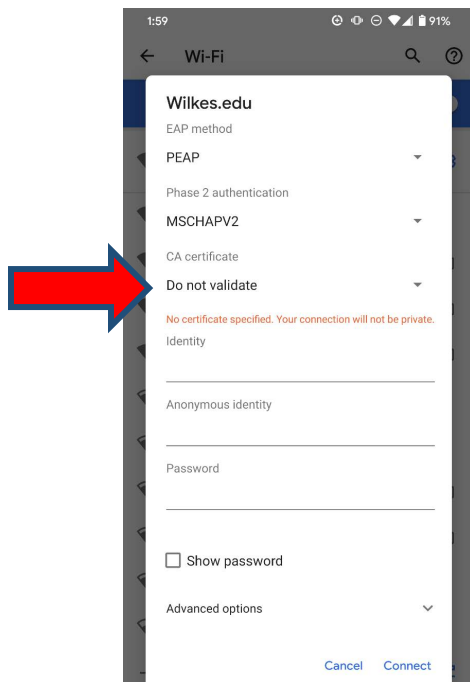 1:59 91%
Wi-Fi
Wilkes.edu
EAP method
PEAP
Phase 2 authentication
MSCHAPV2
CA certificate
Do not validate
No certificate specified. Your connection will not be private.
Identity
Anonymous identity
Password
Show password
Advanced options
Cancel Connect